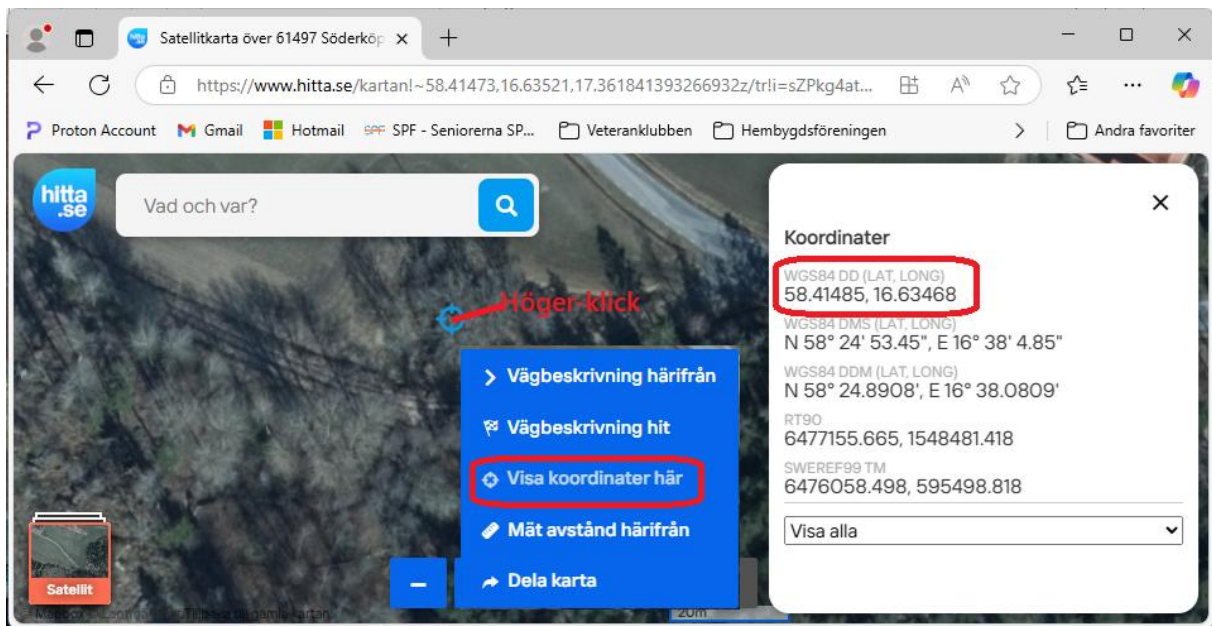 Satellitkarta över 61497 Söderköp
https://www.hitta.se/kartan!~58.41473,16.63521,17.361841393266932z/trli=sZPkg4at...
Proton Account
Gmail
Hotmail
SPF - Seniorerna SP...
Veteranklubben
Hembygdsföreningen
Andra favoriter
hitta
.se
Vad och var?
Höger-klick
Vägbeskrivning härifrån
Vägbeskrivning hit
Visa koordinater här
Mät avstånd härifrån
Dela karta
Satellit
20m
Koordinater
WGS84 DD (LAT, LONG)
58.41485, 16.63468
WGS84 DMS (LAT, LONG)
N 58° 24' 53.45", E 16° 38' 4.85"
WGS84 DDM (LAT, LONG)
N 58° 24.8908', E 16° 38.0809'
RT90
6477155.665, 1548481.418
SWEREF99 TM
6476058.498, 595498.818
Visa alla